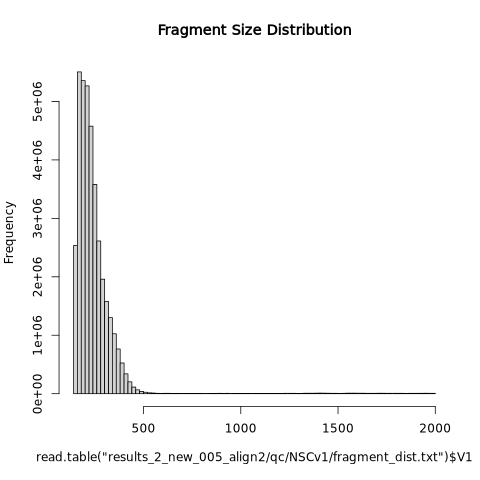 Fragment Size Distribution
Frequency
5e+06
4e+06
3e+06
2e+06
1e+06
0e+00
500
1000
1500
2000
read.table("results_2_new_005_align2/qc/NSCv1/fragment_dist.txt")$V1